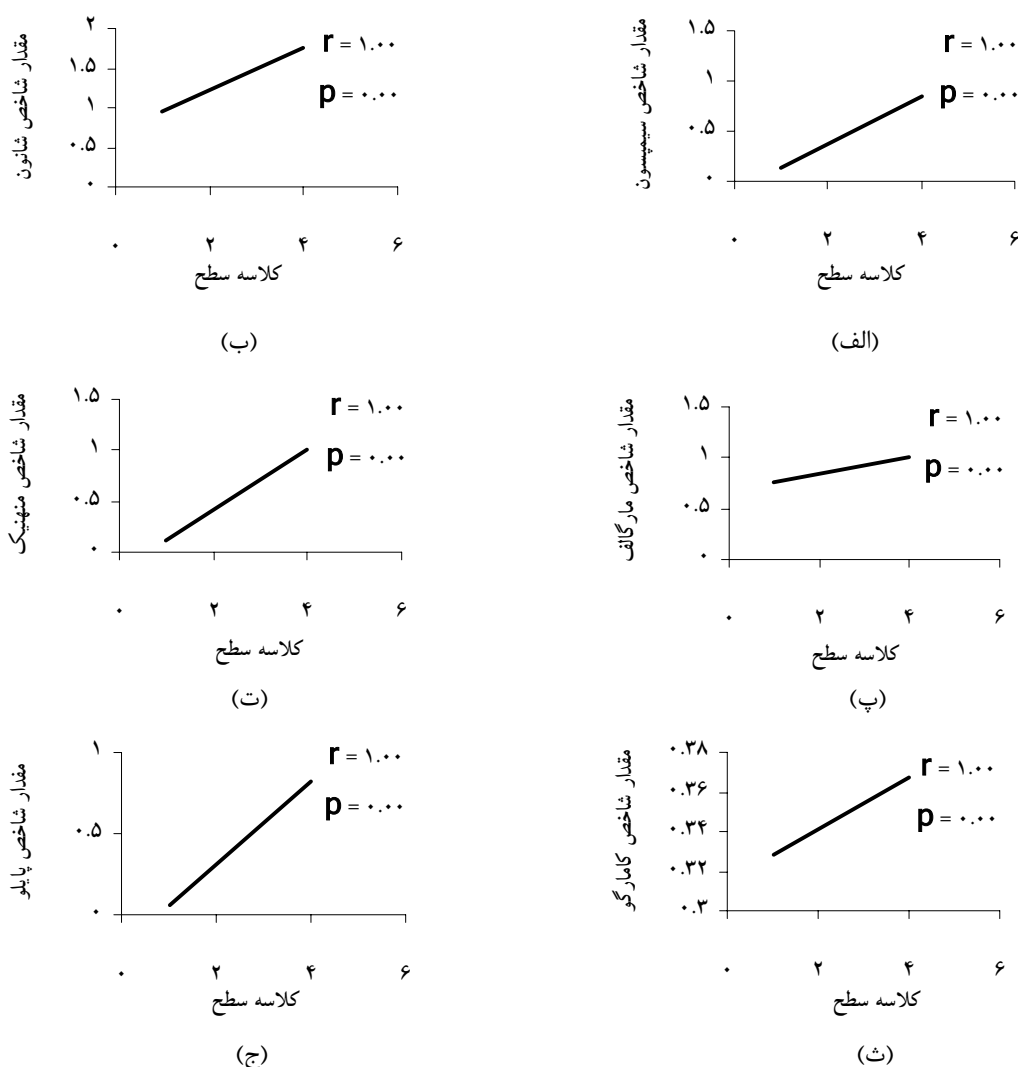 مقدار شاخص سیمپسون
۱.۵
۱
۰.۵
۰
r = ۱.۰۰
p = ۰.۰۰
۰ ۲ ۴ ۶
کلاسه سطح
(الف)
مقدار شاخص شانون
۲
۱.۵
۱
۰.۵
۰
r = ۱.۰۰
p = ۰.۰۰
۰ ۲ ۴ ۶
کلاسه سطح
(ب)
مقدار شاخص مارگالف
۱.۵
۱
۰.۵
۰
r = ۱.۰۰
p = ۰.۰۰
۰ ۲ ۴ ۶
کلاسه سطح
(پ)
مقدار شاخص منهنیک
۱.۵
۱
۰.۵
۰
r = ۱.۰۰
p = ۰.۰۰
۰ ۲ ۴ ۶
کلاسه سطح
(ت)
مقدار شاخص کامارگو
۰.۳۸
۰.۳۶
۰.۳۴
۰.۳۲
۰.۳
r = ۱.۰۰
p = ۰.۰۰
۰ ۲ ۴ ۶
کلاسه سطح
(ث)
مقدار شاخص پایلو
۱
۰.۵
۰
r = ۱.۰۰
p = ۰.۰۰
۰ ۲ ۴ ۶
کلاسه سطح
(ج)